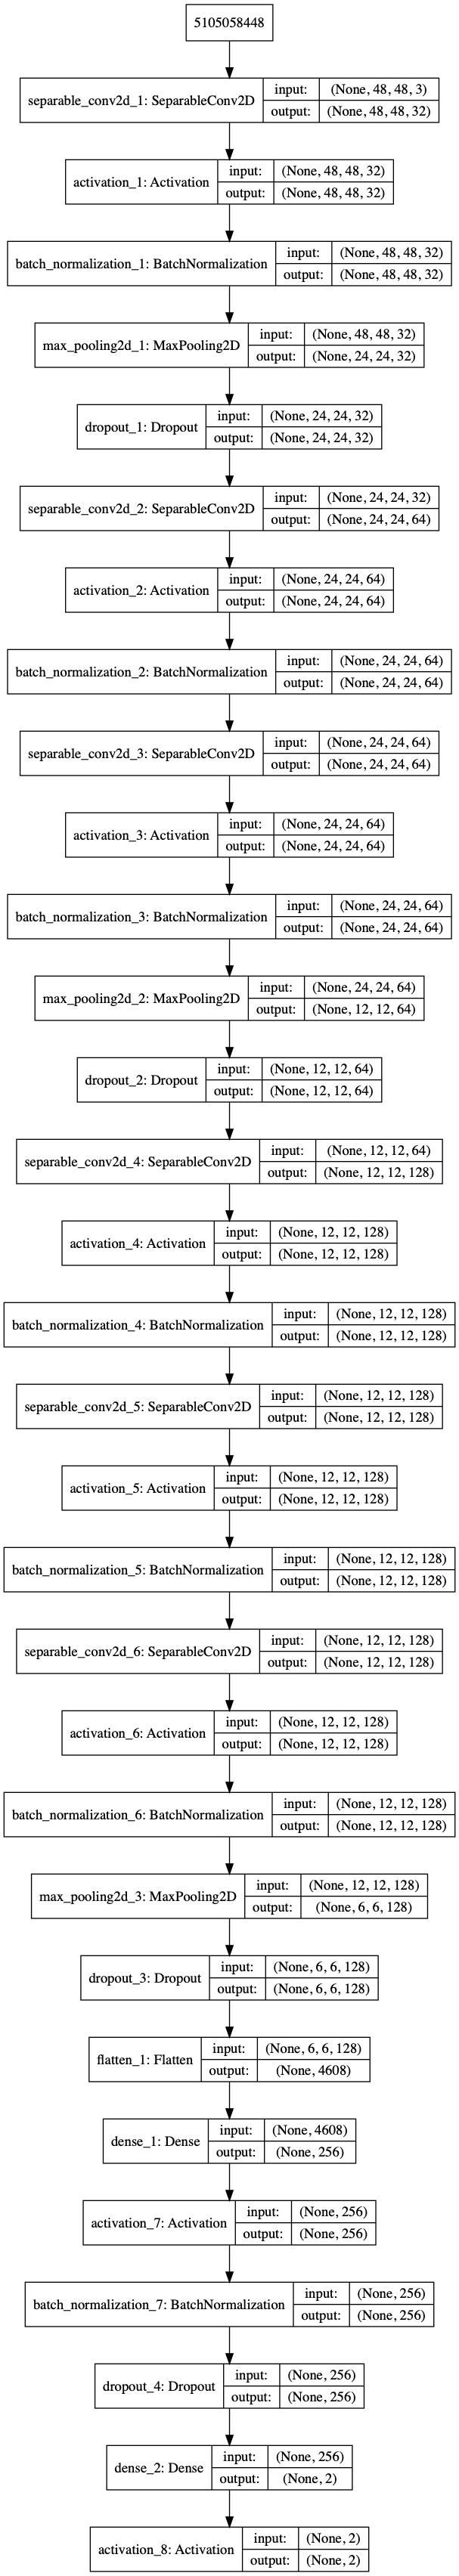 5105058448
separable_conv2d_1: SeparableConv2D
input: (None, 48, 48, 3)
output: (None, 48, 48, 32)
activation_1: Activation
input: (None, 48, 48, 32)
output: (None, 48, 48, 32)
batch_normalization_1: BatchNormalization
input: (None, 48, 48, 32)
output: (None, 48, 48, 32)
max_pooling2d_1: MaxPooling2D
input: (None, 48, 48, 32)
output: (None, 24, 24, 32)
dropout_1: Dropout
input: (None, 24, 24, 32)
output: (None, 24, 24, 32)
separable_conv2d_2: SeparableConv2D
input: (None, 24, 24, 32)
output: (None, 24, 24, 64)
activation_2: Activation
input: (None, 24, 24, 64)
output: (None, 24, 24, 64)
batch_normalization_2: BatchNormalization
input: (None, 24, 24, 64)
output: (None, 24, 24, 64)
separable_conv2d_3: SeparableConv2D
input: (None, 24, 24, 64)
output: (None, 24, 24, 64)
activation_3: Activation
input: (None, 24, 24, 64)
output: (None, 24, 24, 64)
batch_normalization_3: BatchNormalization
input: (None, 24, 24, 64)
output: (None, 24, 24, 64)
max_pooling2d_2: MaxPooling2D
input: (None, 24, 24, 64)
output: (None, 12, 12, 64)
dropout_2: Dropout
input: (None, 12, 12, 64)
output: (None, 12, 12, 64)
separable_conv2d_4: SeparableConv2D
input: (None, 12, 12, 64)
output: (None, 12, 12, 128)
activation_4: Activation
input: (None, 12, 12, 128)
output: (None, 12, 12, 128)
batch_normalization_4: BatchNormalization
input: (None, 12, 12, 128)
output: (None, 12, 12, 128)
separable_conv2d_5: SeparableConv2D
input: (None, 12, 12, 128)
output: (None, 12, 12, 128)
activation_5: Activation
input: (None, 12, 12, 128)
output: (None, 12, 12, 128)
batch_normalization_5: BatchNormalization
input: (None, 12, 12, 128)
output: (None, 12, 12, 128)
separable_conv2d_6: SeparableConv2D
input: (None, 12, 12, 128)
output: (None, 12, 12, 128)
activation_6: Activation
input: (None, 12, 12, 128)
output: (None, 12, 12, 128)
batch_normalization_6: BatchNormalization
input: (None, 12, 12, 128)
output: (None, 12, 12, 128)
max_pooling2d_3: MaxPooling2D
input: (None, 12, 12, 128)
output: (None, 6, 6, 128)
dropout_3: Dropout
input: (None, 6, 6, 128)
output: (None, 6, 6, 128)
flatten_1: Flatten
input: (None, 6, 6, 128)
output: (None, 4608)
dense_1: Dense
input: (None, 4608)
output: (None, 256)
activation_7: Activation
input: (None, 256)
output: (None, 256)
batch_normalization_7: BatchNormalization
input: (None, 256)
output: (None, 256)
dropout_4: Dropout
input: (None, 256)
output: (None, 256)
dense_2: Dense
input: (None, 256)
output: (None, 2)
activation_8: Activation
input: (None, 2)
output: (None, 2)